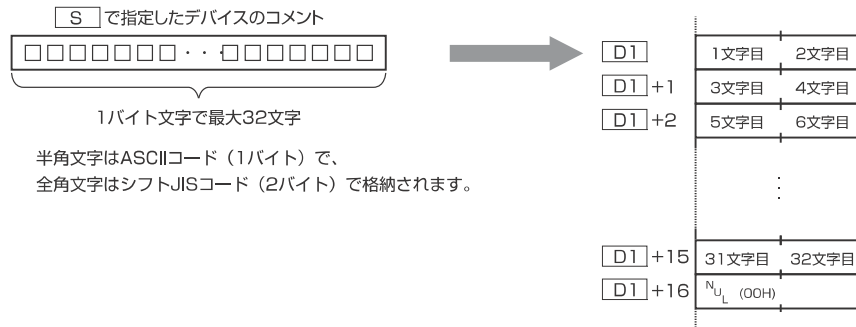 S で指定したデバイスのコメント
□□□□□□□・・・□□□□□□□
1バイト文字で最大32文字
半角文字はASCIIコード（1バイト）で、
全角文字はシフトJISコード（2バイト）で格納されます。
D1 1文字目 2文字目
D1 +1 3文字目 4文字目
D1 +2 5文字目 6文字目
D1 +15 31文字目 32文字目
D1 +16 NUL (00H)